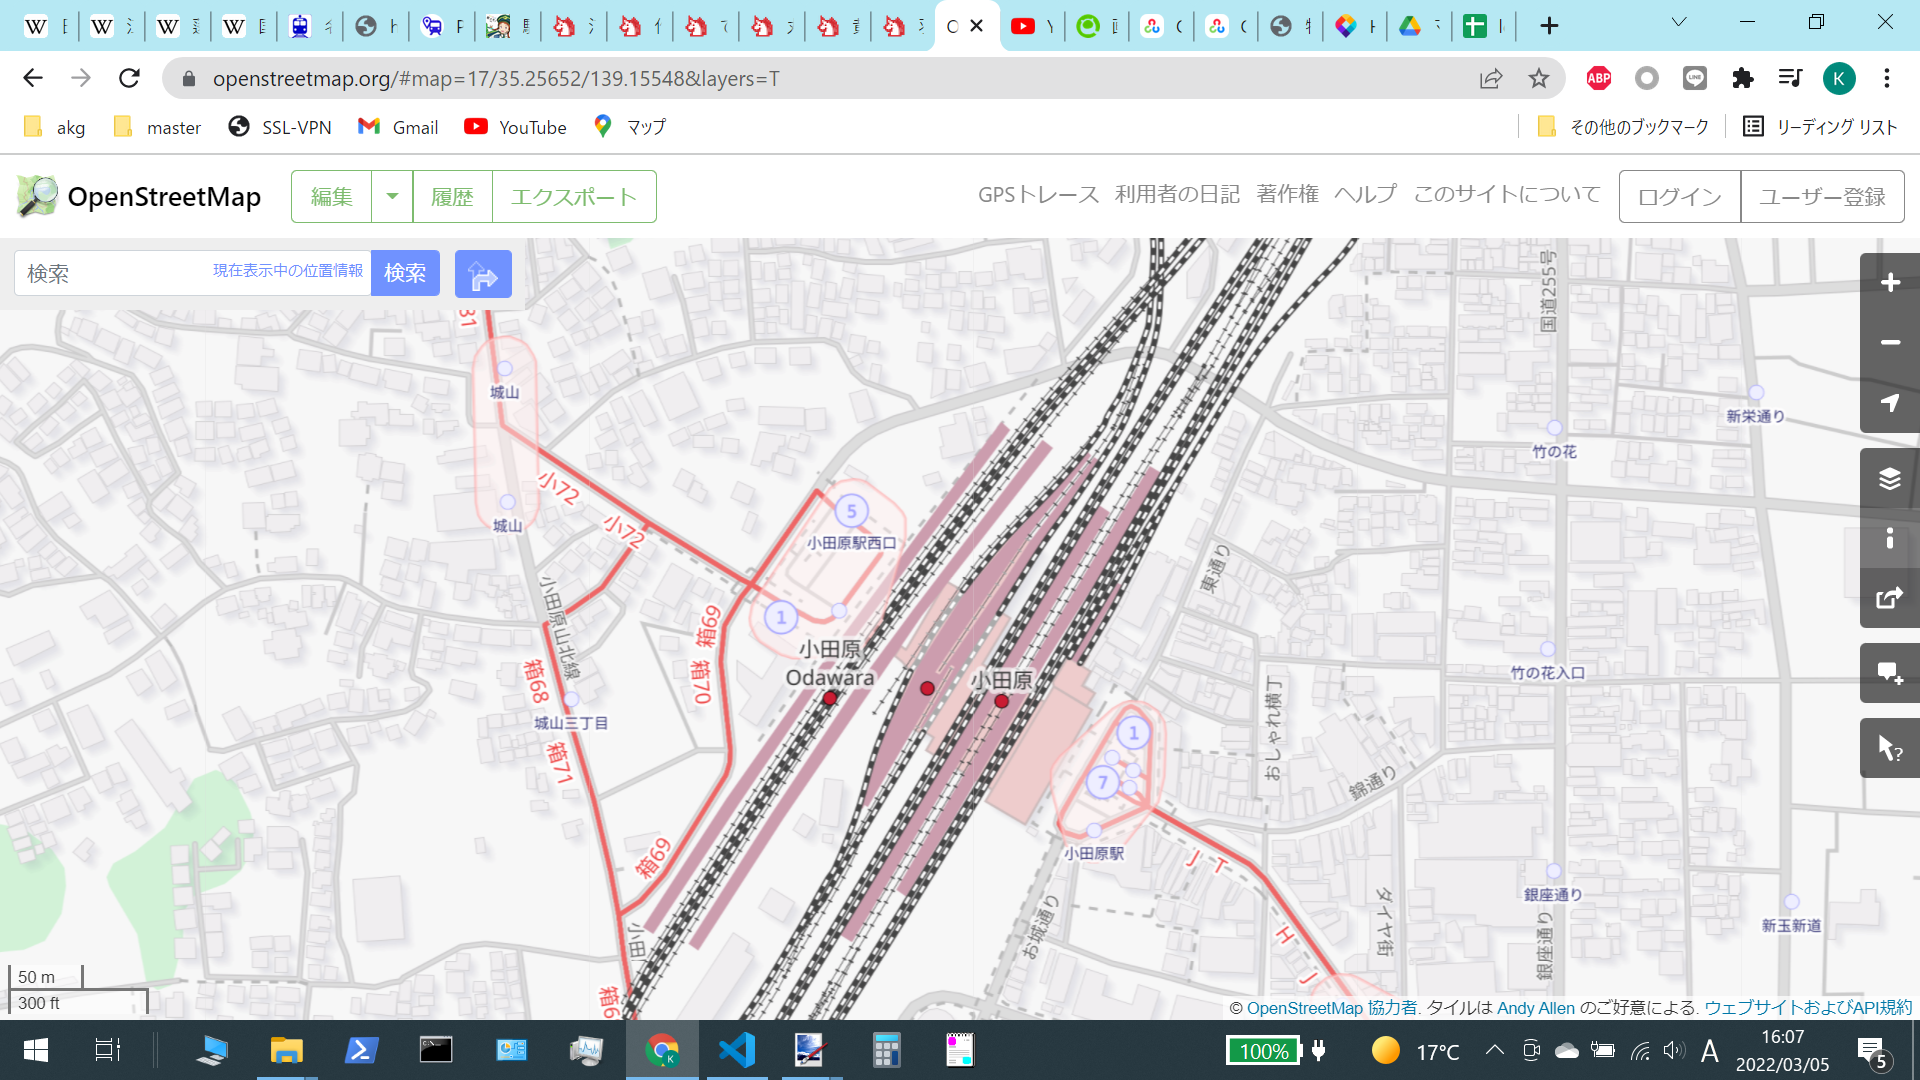 openstreetmap.org/#map=17/35.25652/139.15548&layers=T
ABP
LINE
K
akg
master
SSL-VPN
Gmail
YouTube
マップ
その他のブックマーク
リーディング リスト
OpenStreetMap
編集
履歴
エクスポート
GPSトレース
利用者の日記
著作権
ヘルプ
このサイトについて
ログイン
ユーザー登録
検索
現在表示中の位置情報
検索
国道255号
城山
城山
小72
小72
5
小田原駅西口
1
小田原
Odawara
小田原
新栄通り
竹の花
東通り
竹の花入口
小田原山北線
箱69
箱70
箱68
城山三丁目
箱71
箱69
おしゃれ横丁
錦通り
1
7
小田原駅
J T
H
J
お城通り
ダイヤ街
銀座通り
銀座通り
新玉新道
50 m
300 ft
© OpenStreetMap 協力者. タイルは Andy Allen のご好意による. ウェブサイトおよびAPI規約
100%
17°C
A
16:07
2022/03/05
5